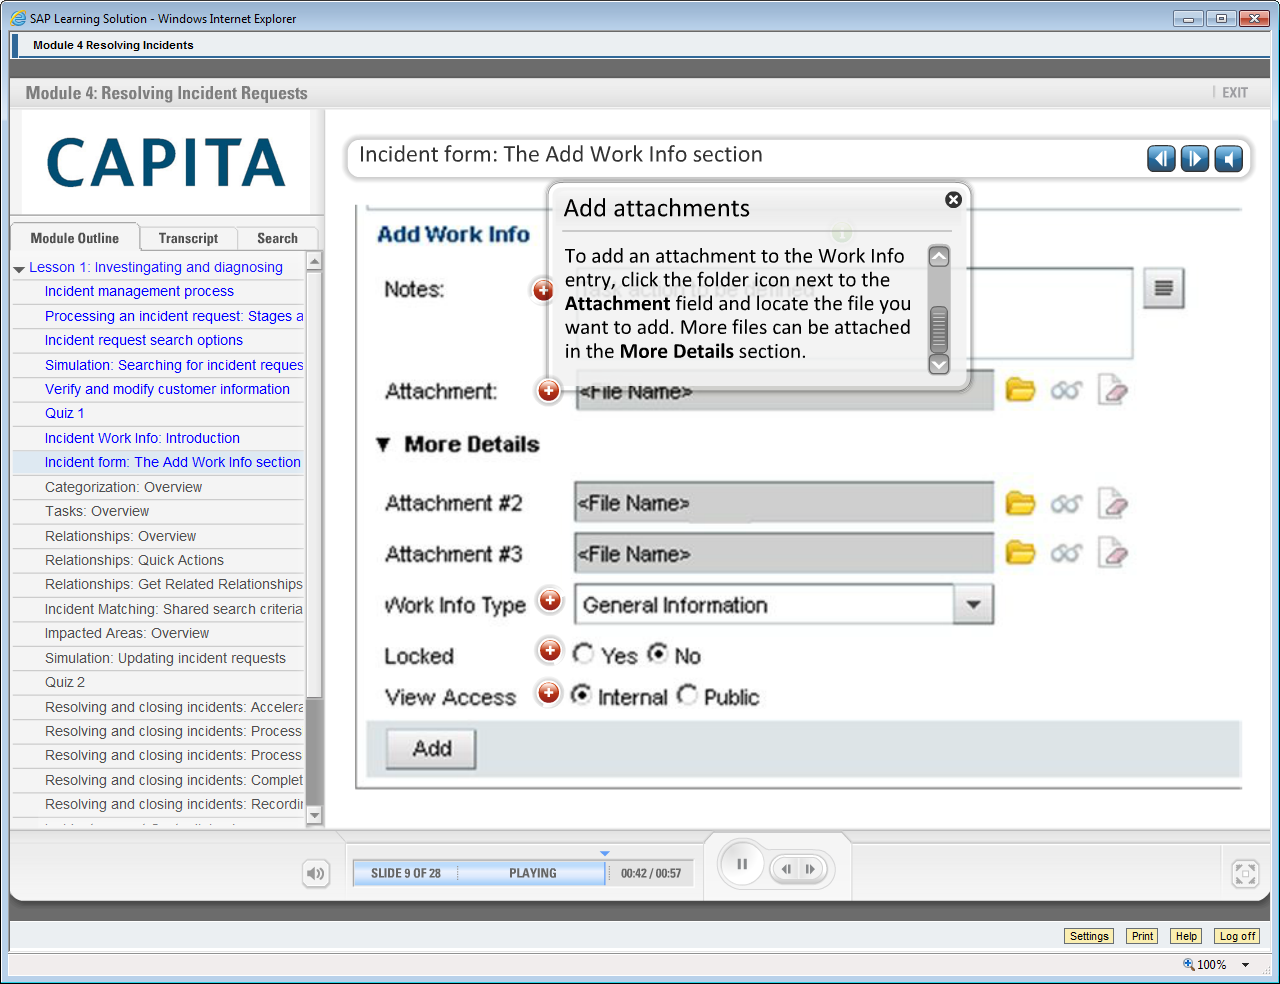 SAP Learning Solution - Windows Internet Explorer
Module 4 Resolving Incidents
Module 4: Resolving Incident Requests
EXIT
CAPITA
Module Outline
Transcript
Search
Lesson 1: Investingating and diagnosing
Incident management process
Processing an incident request: Stages a
Incident request search options
Simulation: Searching for incident reques
Verify and modify customer information
Quiz 1
Incident Work Info: Introduction
Incident form: The Add Work Info section
Categorization: Overview
Tasks: Overview
Relationships: Overview
Relationships: Quick Actions
Relationships: Get Related Relationships
Incident Matching: Shared search criteria
Impacted Areas: Overview
Simulation: Updating incident requests
Quiz 2
Resolving and closing incidents: Accelera
Resolving and closing incidents: Process
Resolving and closing incidents: Process
Resolving and closing incidents: Complet
Resolving and closing incidents: Recordin
Incident form: The Add Work Info section
Add attachments
To add an attachment to the Work Info
entry, click the folder icon next to the
Attachment field and locate the file you
want to add. More files can be attached
in the More Details section.
Add Work Info
Notes:
Attachment:
<File Name>
More Details
Attachment #2
<File Name>
Attachment #3
<File Name>
Work Info Type
General Information
Locked
Yes No
View Access
Internal Public
Add
SLIDE 9 OF 28
PLAYING
00:42 / 00:57
Settings
Print
Help
Log off
100%